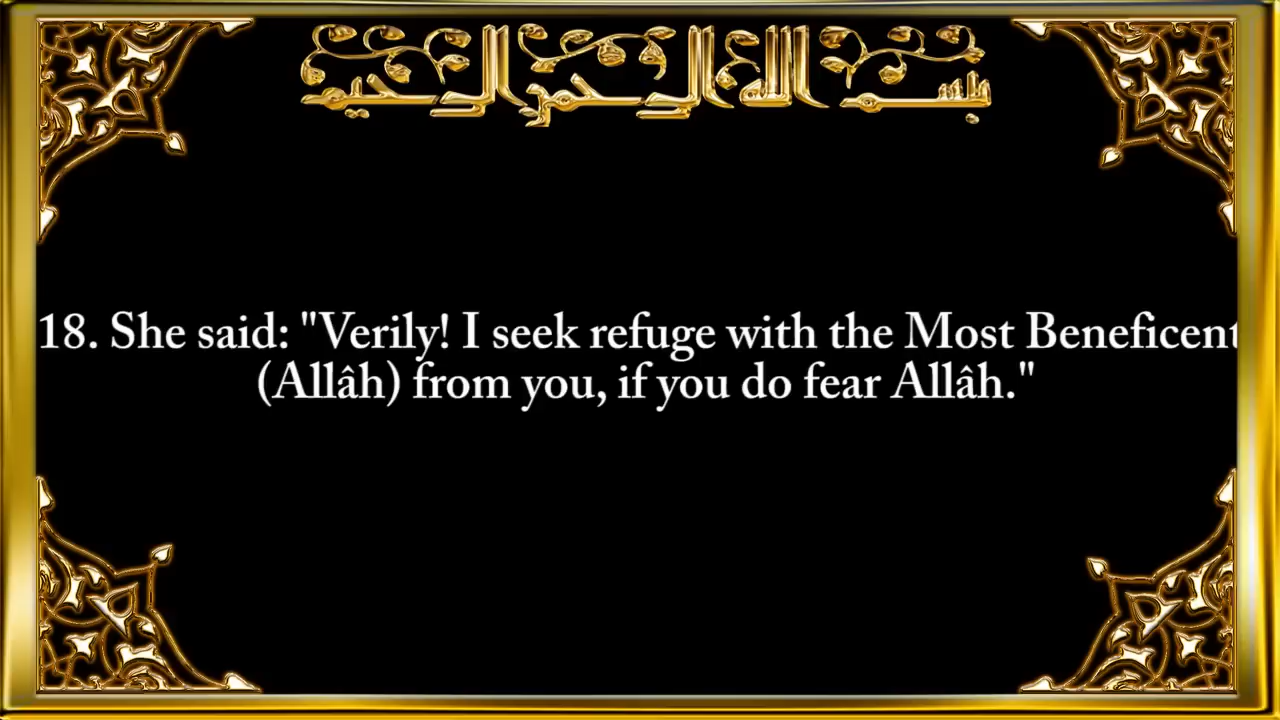 بسم الله الرحمن الرحيم
18. She said: "Verily! I seek refuge with the Most Beneficent
(Allâh) from you, if you do fear Allâh."